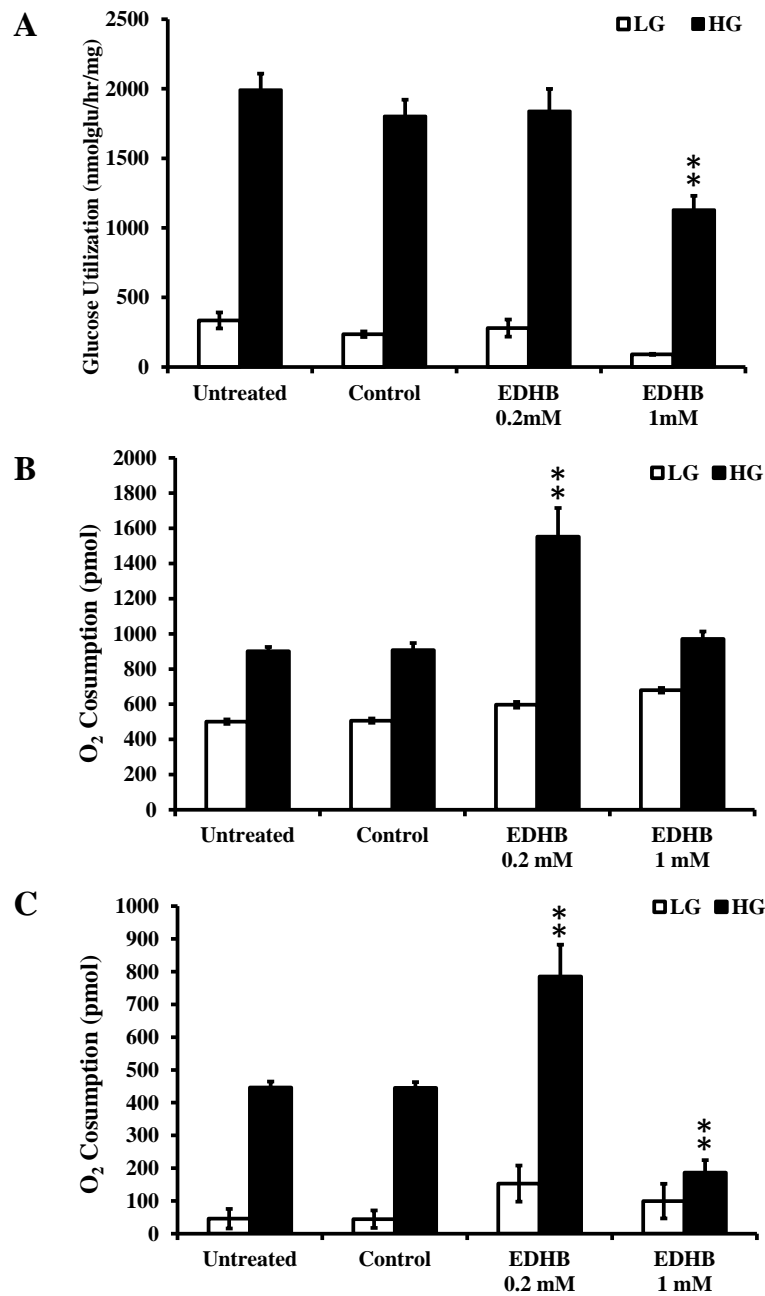 A
LG HG
Glucose Utilization (nmolglu/hr/mg)
2500
2000
1500
1000
500
0
**
Untreated Control EDHB EDHB
0.2mM 1mM
B
LG HG
O₂ Cosumption (pmol)
2000
1800
1600
1400
1200
1000
800
600
400
200
0
**
Untreated Control EDHB EDHB
0.2 mM 1 mM
C
LG HG
O₂ Cosumption (pmol)
1000
900
800
700
600
500
400
300
200
100
0
**
**
Untreated Control EDHB EDHB
0.2 mM 1 mM